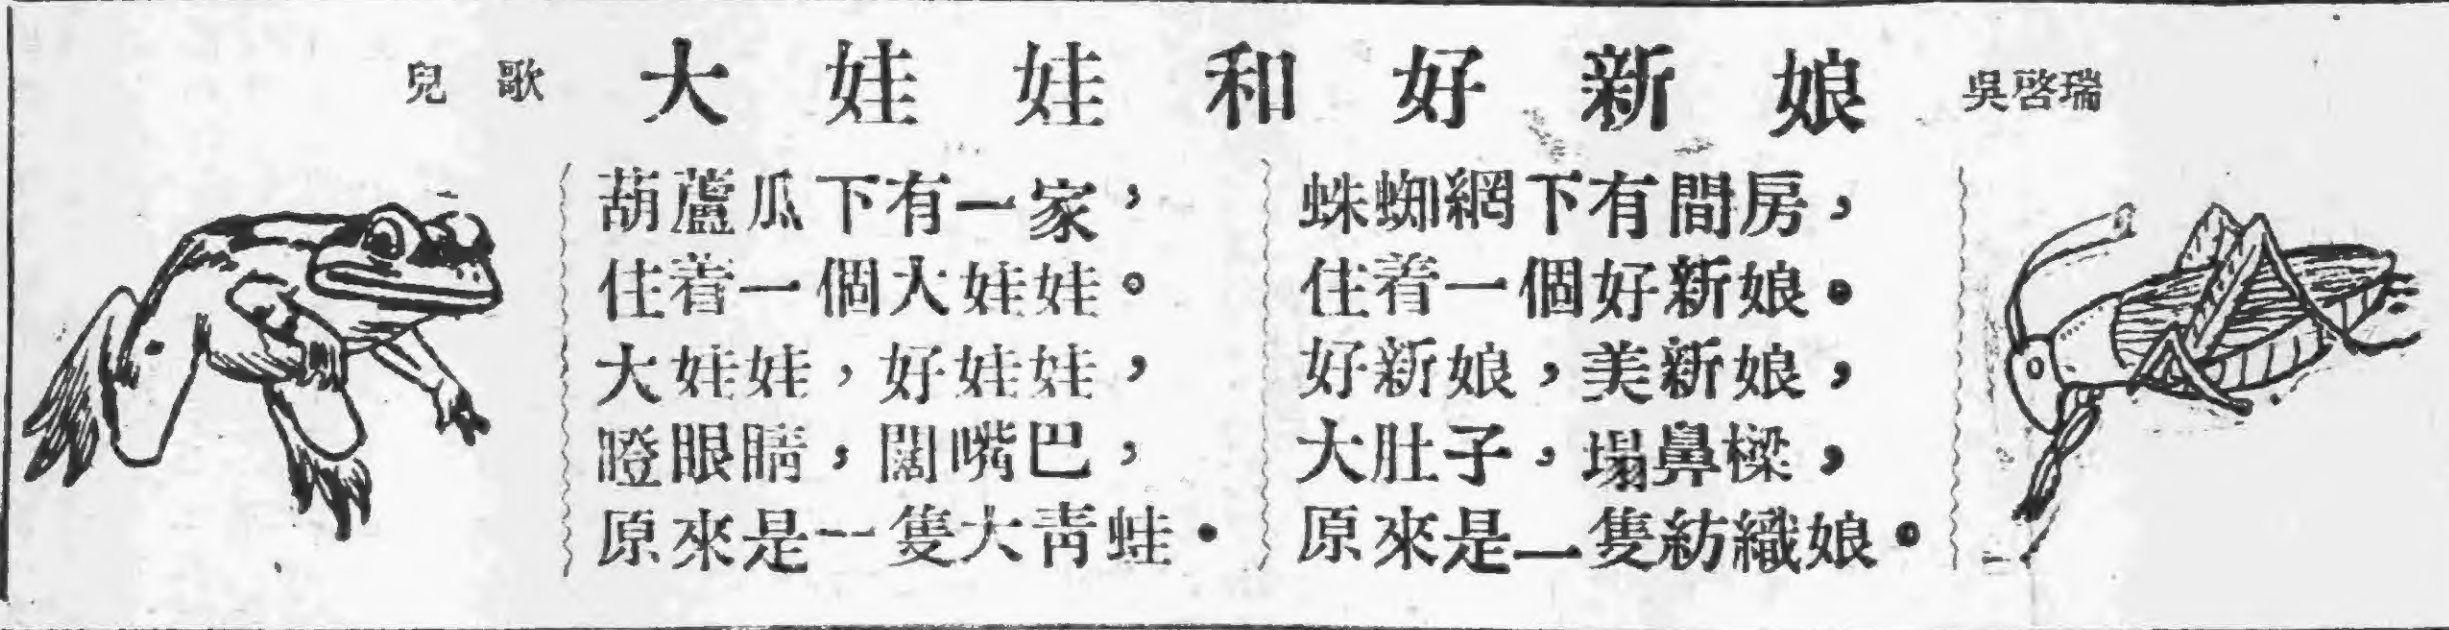 兒歌 大娃娃和好新娘 吳啓瑞
葫蘆瓜下有一家，
住着一個大娃娃。
大娃娃，好娃娃，
瞪眼睛，闊嘴巴，
原來是一隻大青蛙。
蜘蛛網下有間房，
住着一個好新娘。
好新娘，美新娘，
大肚子，塌鼻樑，
原來是一隻紡織娘。